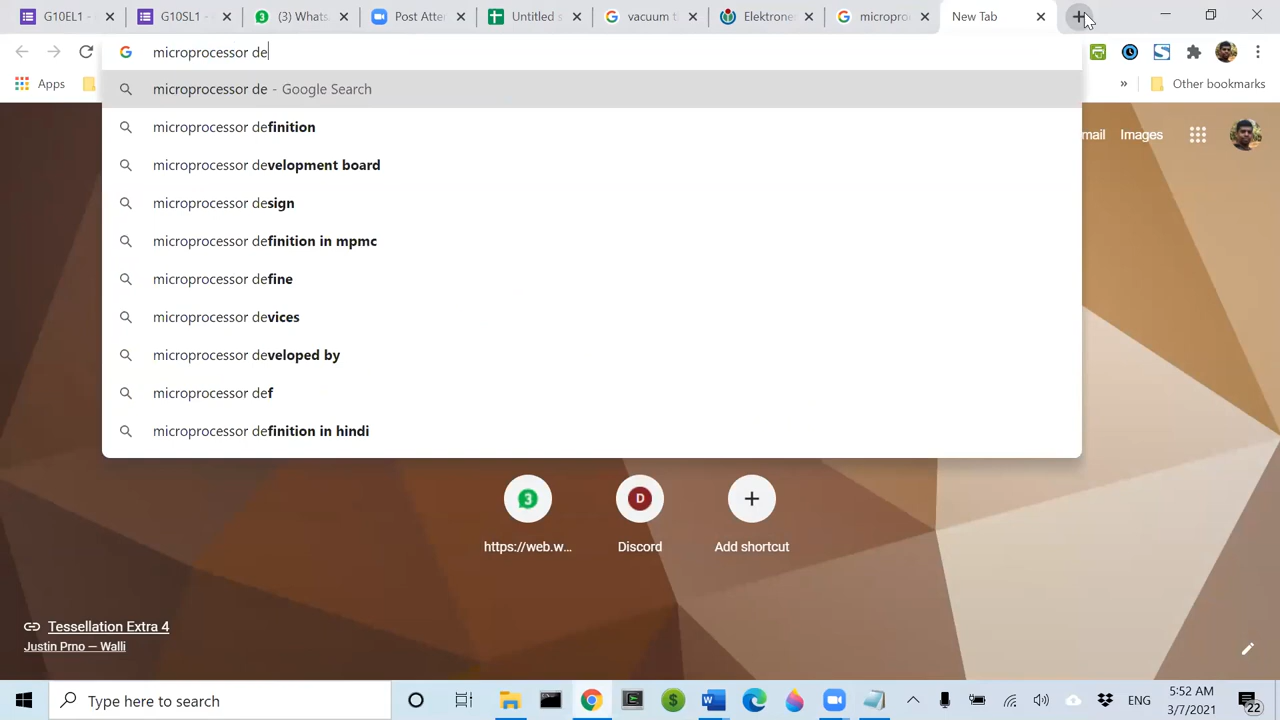 G10EL1 -
G10SL1 -
(3) Whats
Post Atter
Untitled s
vacuum t
Elektrone
micropro
New Tab
microprocessor de
Apps
»
Other bookmarks
microprocessor de - Google Search
microprocessor definition
microprocessor development board
microprocessor design
microprocessor definition in mpmc
microprocessor define
microprocessor devices
microprocessor developed by
microprocessor def
microprocessor definition in hindi
mail
Images
3
D
https://web.w...
Discord
Add shortcut
Tessellation Extra 4
Justin Prno — Walli
Type here to search
ENG
5:52 AM
3/7/2021
22